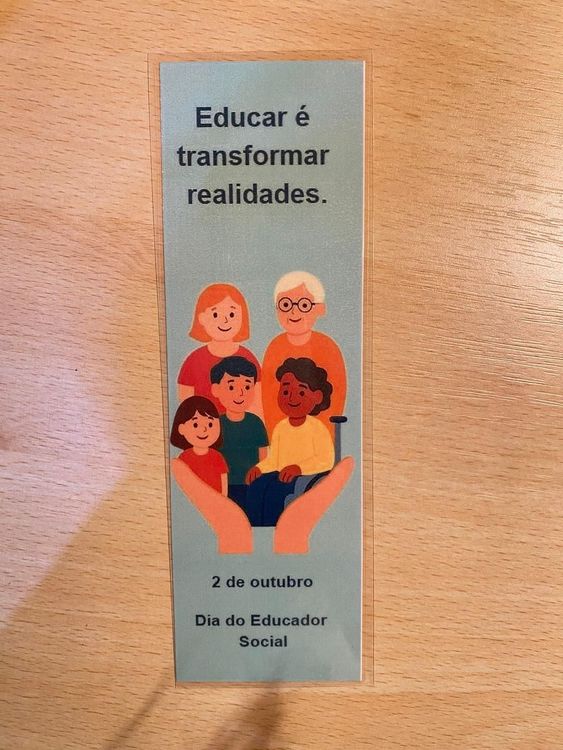 Educar é
transformar
realidades.
2 de outubro
Dia do Educador
Social